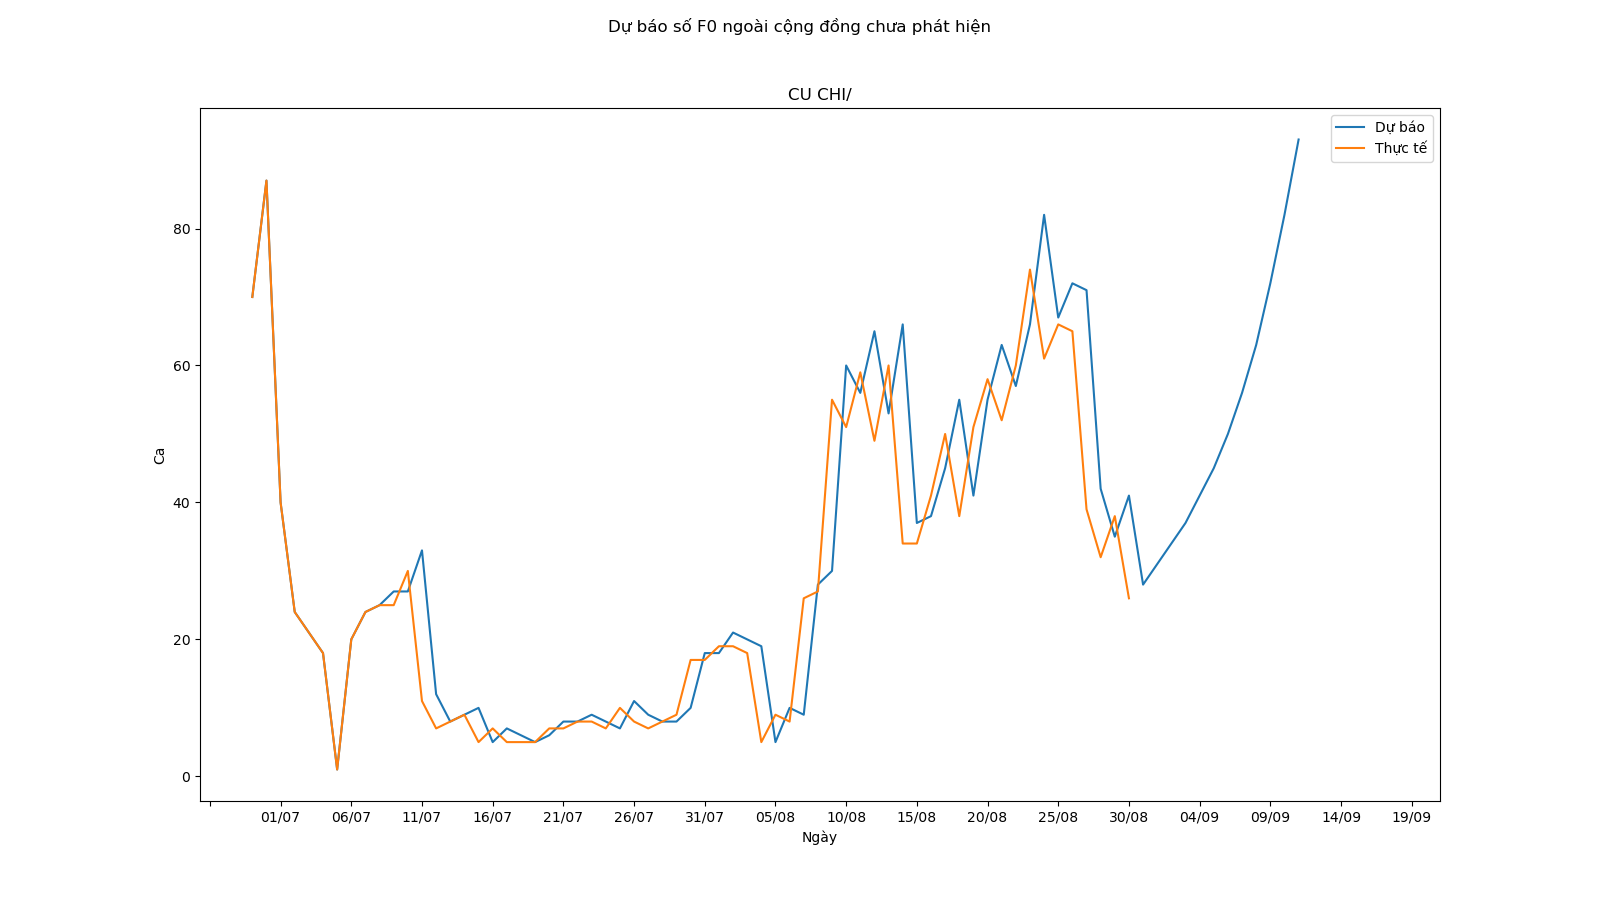 Dự báo số F0 ngoài cộng đồng chưa phát hiện
CU CHI/
Dự báo
Thực tế
80
60
40
20
0
Ca
01/07 06/07 11/07 16/07 21/07 26/07 31/07 05/08 10/08 15/08 20/08 25/08 30/08 04/09 09/09 14/09 19/09
Ngày